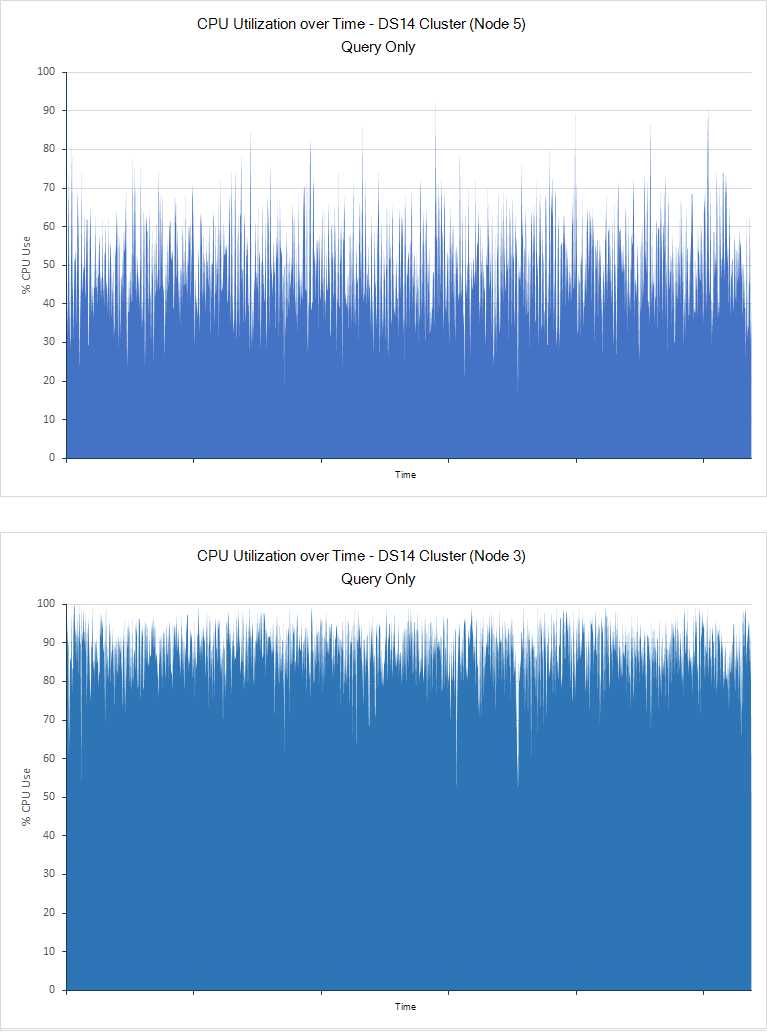 CPU Utilization over Time - DS14 Cluster (Node 5)
Query Only
100
90
80
70
60
50
40
30
20
10
0
% CPU Use
Time
CPU Utilization over Time - DS14 Cluster (Node 3)
Query Only
100
90
80
70
60
50
40
30
20
10
0
% CPU Use
Time